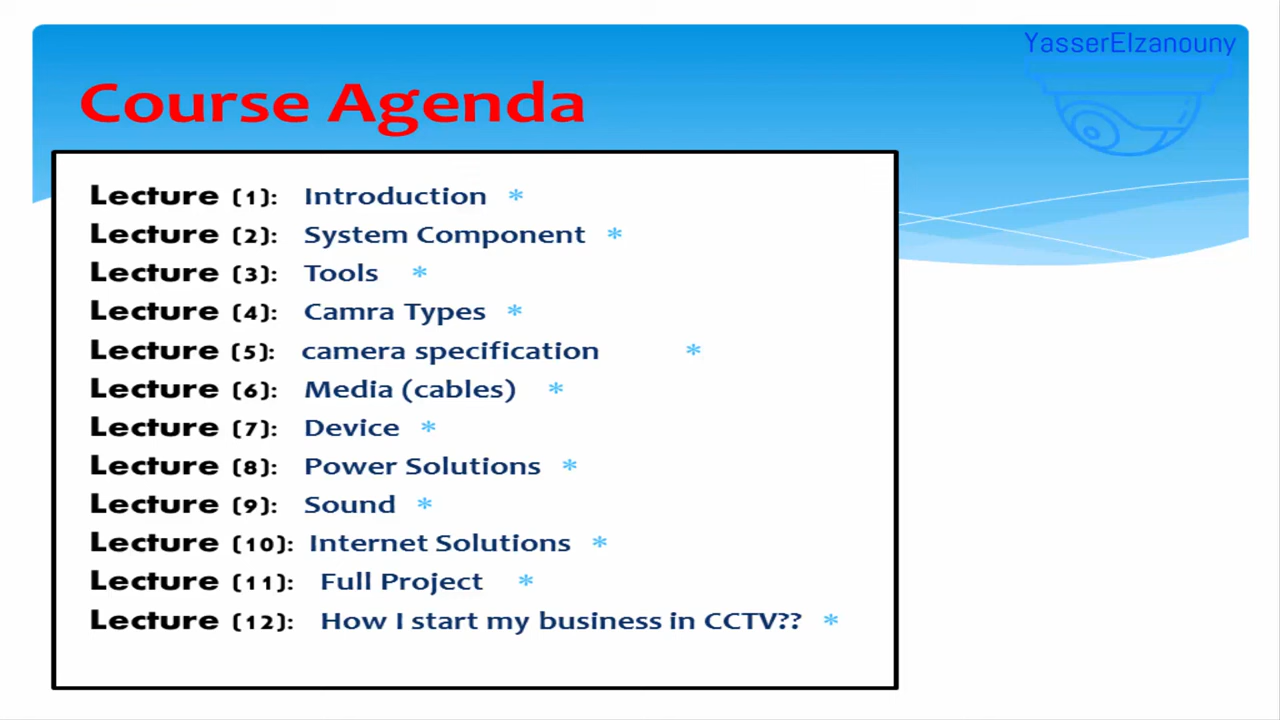 YasserElzanouny
Course Agenda
Lecture (1): Introduction *
Lecture (2): System Component *
Lecture (3): Tools *
Lecture (4): Camra Types *
Lecture (5): camera specification *
Lecture (6): Media (cables) *
Lecture (7): Device *
Lecture (8): Power Solutions *
Lecture (9): Sound *
Lecture (10): Internet Solutions *
Lecture (11): Full Project *
Lecture (12): How I start my business in CCTV?? *